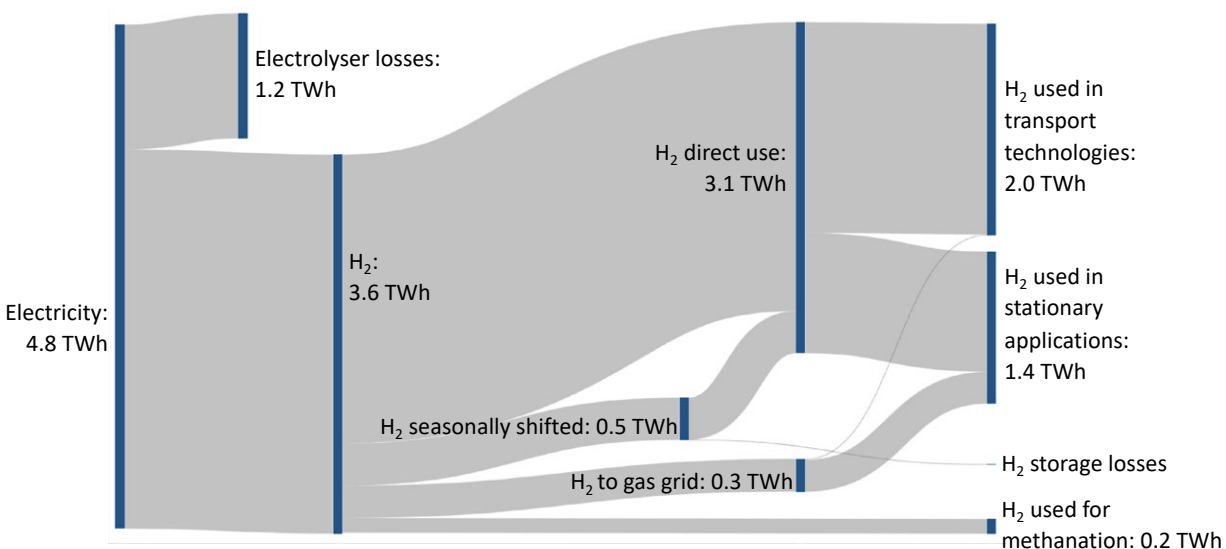 Electrolyser losses:
1.2 TWh
Electricity:
4.8 TWh
H₂:
3.6 TWh
H₂ direct use:
3.1 TWh
H₂ seasonally shifted: 0.5 TWh
H₂ to gas grid: 0.3 TWh
H₂ used in
transport
technologies:
2.0 TWh
H₂ used in
stationary
applications:
1.4 TWh
H₂ storage losses
H₂ used for
methanation: 0.2 TWh